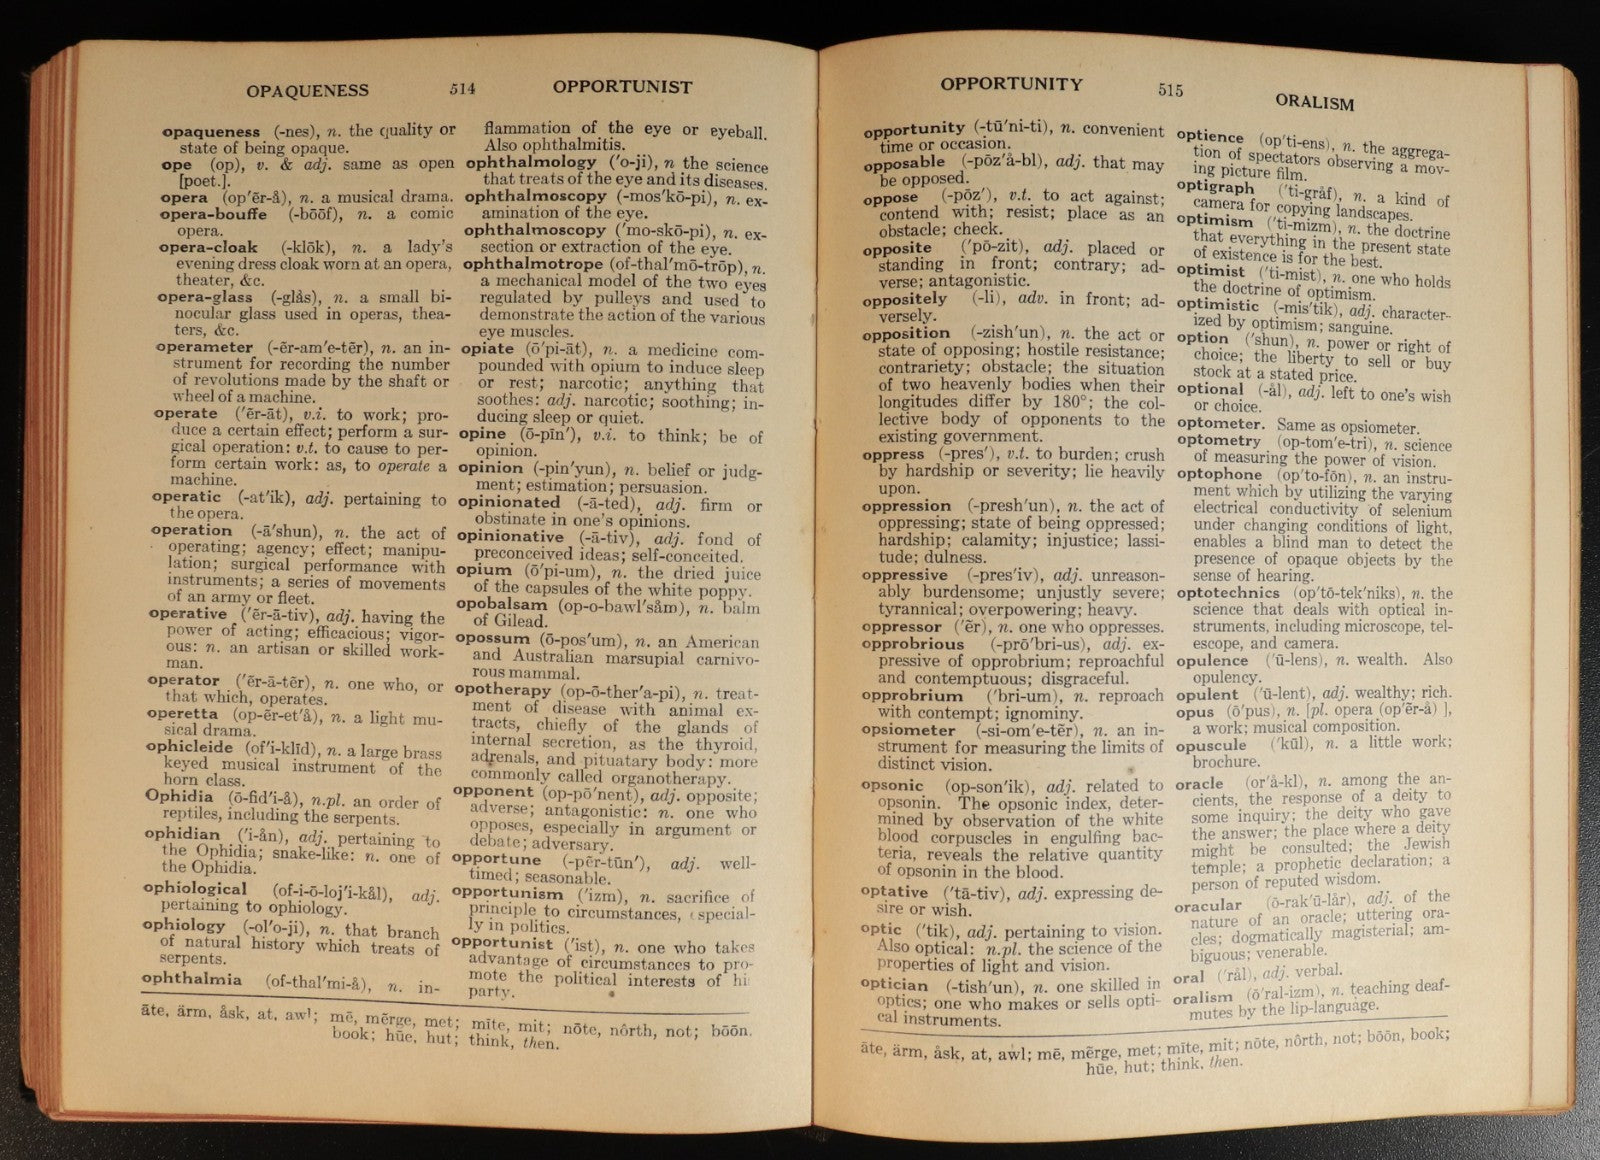 OPAQUENESS 514 OPPORTUNIST
opaqueness (-nes), n. the quality or
state of being opaque.
ope (op), v. & adj. same as open
[poet.].
opera (op'ẽr-å), n. a musical drama.
opera-bouffe (-bōōf), n. a comic
opera.
opera-cloak (-klōk), n. a lady's
evening dress cloak worn at an opera,
theater, &c.
opera-glass (-glås), n. a small bi-
nocular glass used in operas, thea-
ters, &c.
operameter (-ẽr-am'e-tẽr), n. an in-
strument for recording the number
of revolutions made by the shaft or
wheel of a machine.
operate ('ẽr-āt), v.i. to work; pro-
duce a certain effect; perform a sur-
gical operation: v.t. to cause to per-
form certain work: as, to operate a
machine.
operatic (-at'ik), adj. pertaining to
the opera.
operation (-ā'shun), n. the act of
operating; agency; effect; manipu-
lation; surgical performance with
instruments; a series of movements
of an army or fleet.
operative ('ẽr-ā-tiv), adj. having the
power of acting; efficacious; vigor-
ous: n. an artisan or skilled work-
man.
operator ('ẽr-ā-tẽr), n. one who, or
that which, operates.
operetta (op-ẽr-et'å), n. a light mu-
sical drama.
ophicleide (of'i-klīd), n. a large brass
keyed musical instrument of the
horn class.
Ophidia (ō-fid'i-å), n.pl. an order of
reptiles, including the serpents.
ophidian ('i-ån), adj. pertaining to
the Ophidia; snake-like: n. one of
the Ophidia.
ophiological (of-i-ō-loj'i-kål), adj.
pertaining to ophiology.
ophiology (-ol'o-ji), n. that branch
of natural history which treats of
serpents.
ophthalmia (of-thal'mi-å), n. in-
flammation of the eye or eyeball.
Also ophthalmitis.
ophthalmology ('o-ji), n the science
that treats of the eye and its diseases.
ophthalmoscopy (-mos'kō-pi), n. ex-
amination of the eye.
ophthalmoscopy ('mo-skō-pi), n. ex-
section or extraction of the eye.
ophthalmotrope (of-thal'mō-trōp), n.
a mechanical model of the two eyes
regulated by pulleys and used to
demonstrate the action of the various
eye muscles.
opiate (ō'pi-āt), n. a medicine com-
pounded with opium to induce sleep
or rest; narcotic; anything that
soothes: adj. narcotic; soothing; in-
ducing sleep or quiet.
opine (ō-pīn'), v.i. to think; be of
opinion.
opinion (-pin'yun), n. belief or judg-
ment; estimation; persuasion.
opinionated (-ā-ted), adj. firm or
obstinate in one's opinions.
opinionative (-ā-tiv), adj. fond of
preconceived ideas; self-conceited.
opium (ō'pi-um), n. the dried juice
of the capsules of the white poppy.
opobalsam (op-o-bawl'såm), n. balm
of Gilead.
opossum (ō-pos'um), n. an American
and Australian marsupial carnivo-
rous mammal.
opotherapy (op-ō-ther'a-pi), n. treat-
ment of disease with animal ex-
tracts, chiefly of the glands of
internal secretion, as the thyroid,
adrenals, and pituatary body: more
commonly called organotherapy.
opponent (op-pō'nent), adj. opposite;
adverse; antagonistic: n. one who
opposes, especially in argument or
debate; adversary.
opportune (-pẽr-tūn'), adj. well-
timed; seasonable.
opportunism ('izm), n. sacrifice of
principle to circumstances, especial-
ly in politics.
opportunist ('ist), n. one who takes
advantage of circumstances to pro-
mote the political interests of hi
party.
āte, ärm, åsk, at, awl; mē, mẽrge, met; mīte, mit; nōte, nôrth, not; bōōn,
book; hūe, hut; think, then.
OPPORTUNITY 515 ORALISM
opportunity (-tū'ni-ti), n. convenient
time or occasion.
opposable (-pōz'å-bl), adj. that may
be opposed.
oppose (-pōz'), v.t. to act against;
contend with; resist; place as an
obstacle; check.
opposite ('pō-zit), adj. placed or
standing in front; contrary; ad-
verse; antagonistic.
oppositely (-li), adv. in front; ad-
versely.
opposition (-zish'un), n. the act or
state of opposing; hostile resistance;
contrariety; obstacle; the situation
of two heavenly bodies when their
longitudes differ by 180°; the col-
lective body of opponents to the
existing government.
oppress (-pres'), v.t. to burden; crush
by hardship or severity; lie heavily
upon.
oppression (-presh'un), n. the act of
oppressing; state of being oppressed;
hardship; calamity; injustice; lassi-
tude; dulness.
oppressive (-pres'iv), adj. unreason-
ably burdensome; unjustly severe;
tyrannical; overpowering; heavy.
oppressor ('ẽr), n. one who oppresses.
opprobrious (-prō'bri-us), adj. ex-
pressive of opprobrium; reproachful
and contemptuous; disgraceful.
opprobrium ('bri-um), n. reproach
with contempt; ignominy.
opsiometer (-si-om'e-tẽr), n. an in-
strument for measuring the limits of
distinct vision.
opsonic (op-son'ik), adj. related to
opsonin. The opsonic index, deter-
mined by observation of the white
blood corpuscles in engulfing bac-
teria, reveals the relative quantity
of opsonin in the blood.
optative ('tā-tiv), adj. expressing de-
sire or wish.
optic ('tik), adj. pertaining to vision.
Also optical: n.pl. the science of the
properties of light and vision.
optician (-tish'un), n. one skilled in
optics; one who makes or sells opti-
cal instruments.
optience (op'ti-ens), n. the aggrega-
tion of spectators observing a mov-
ing picture film.
optigraph ('ti-gråf), n. a kind of
camera for copying landscapes.
optimism ('ti-mizm), n. the doctrine
that everything in the present state
of existence is for the best.
optimist ('ti-mist), n. one who holds
the doctrine of optimism.
optimistic (-mis'tik), adj. character-
ized by optimism; sanguine.
option ('shun), n. power or right of
choice; the liberty to sell or buy
stock at a stated price.
optional (-ål), adj. left to one's wish
or choice.
optometer. Same as opsiometer.
optometry (op-tom'e-tri), n. science
of measuring the power of vision.
optophone (op'to-fōn), n. an instru-
ment which by utilizing the varying
electrical conductivity of selenium
under changing conditions of light,
enables a blind man to detect the
presence of opaque objects by the
sense of hearing.
optotechnics (op'tō-tek'niks), n. the
science that deals with optical in-
struments, including microscope, tel-
escope, and camera.
opulence ('ū-lens), n. wealth. Also
opulency.
opulent ('ū-lent), adj. wealthy; rich.
opus (ō'pus), n. [pl. opera (op'ẽr-å) ],
a work; musical composition.
opuscule ('kūl), n. a little work;
brochure.
oracle (or'å-kl), n. among the an-
cients, the response of a deity to
some inquiry; the deity who gave
the answer; the place where a deity
might be consulted; the Jewish
temple; a prophetic declaration; a
person of reputed wisdom.
oracular (ō-rak'ū-lår), adj. of the
nature of an oracle; uttering ora-
cles; dogmatically magisterial; am-
biguous; venerable.
oral ('rål), adj. verbal.
oralism (ō'ral-izm), n. teaching deaf-
mutes by the lip-language.
āte, ärm, åsk, at, awl; mē, mẽrge, met; mīte, mit; nōte, nôrth, not; bōōn, book;
hūe, hut; think, then.